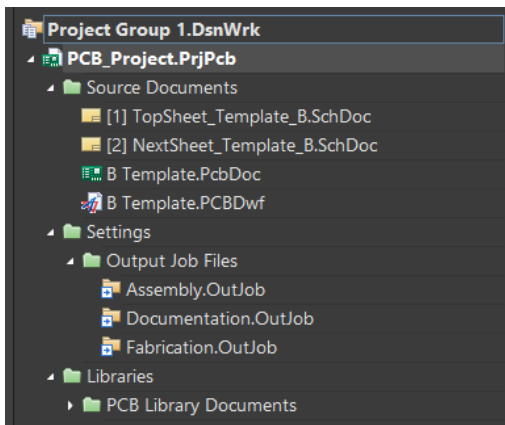 Project Group 1.DsnWrk
PCB_Project.PrjPcb
Source Documents
[1] TopSheet_Template_B.SchDoc
[2] NextSheet_Template_B.SchDoc
B Template.PcbDoc
B Template.PCBDwf
Settings
Output Job Files
Assembly.OutJob
Documentation.OutJob
Fabrication.OutJob
Libraries
PCB Library Documents